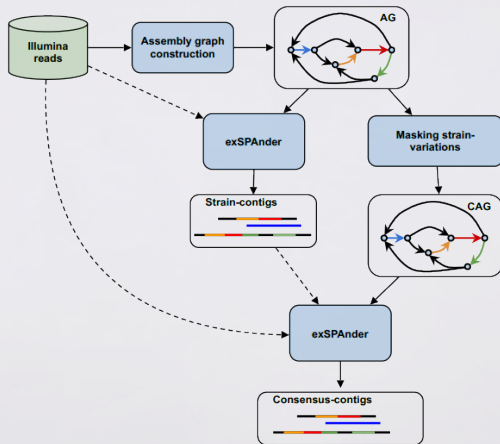 Illumina
reads
Assembly graph
construction
AG
exSPAnder
Masking strain-
variations
Strain-contigs
CAG
exSPAnder
Consensus-contigs